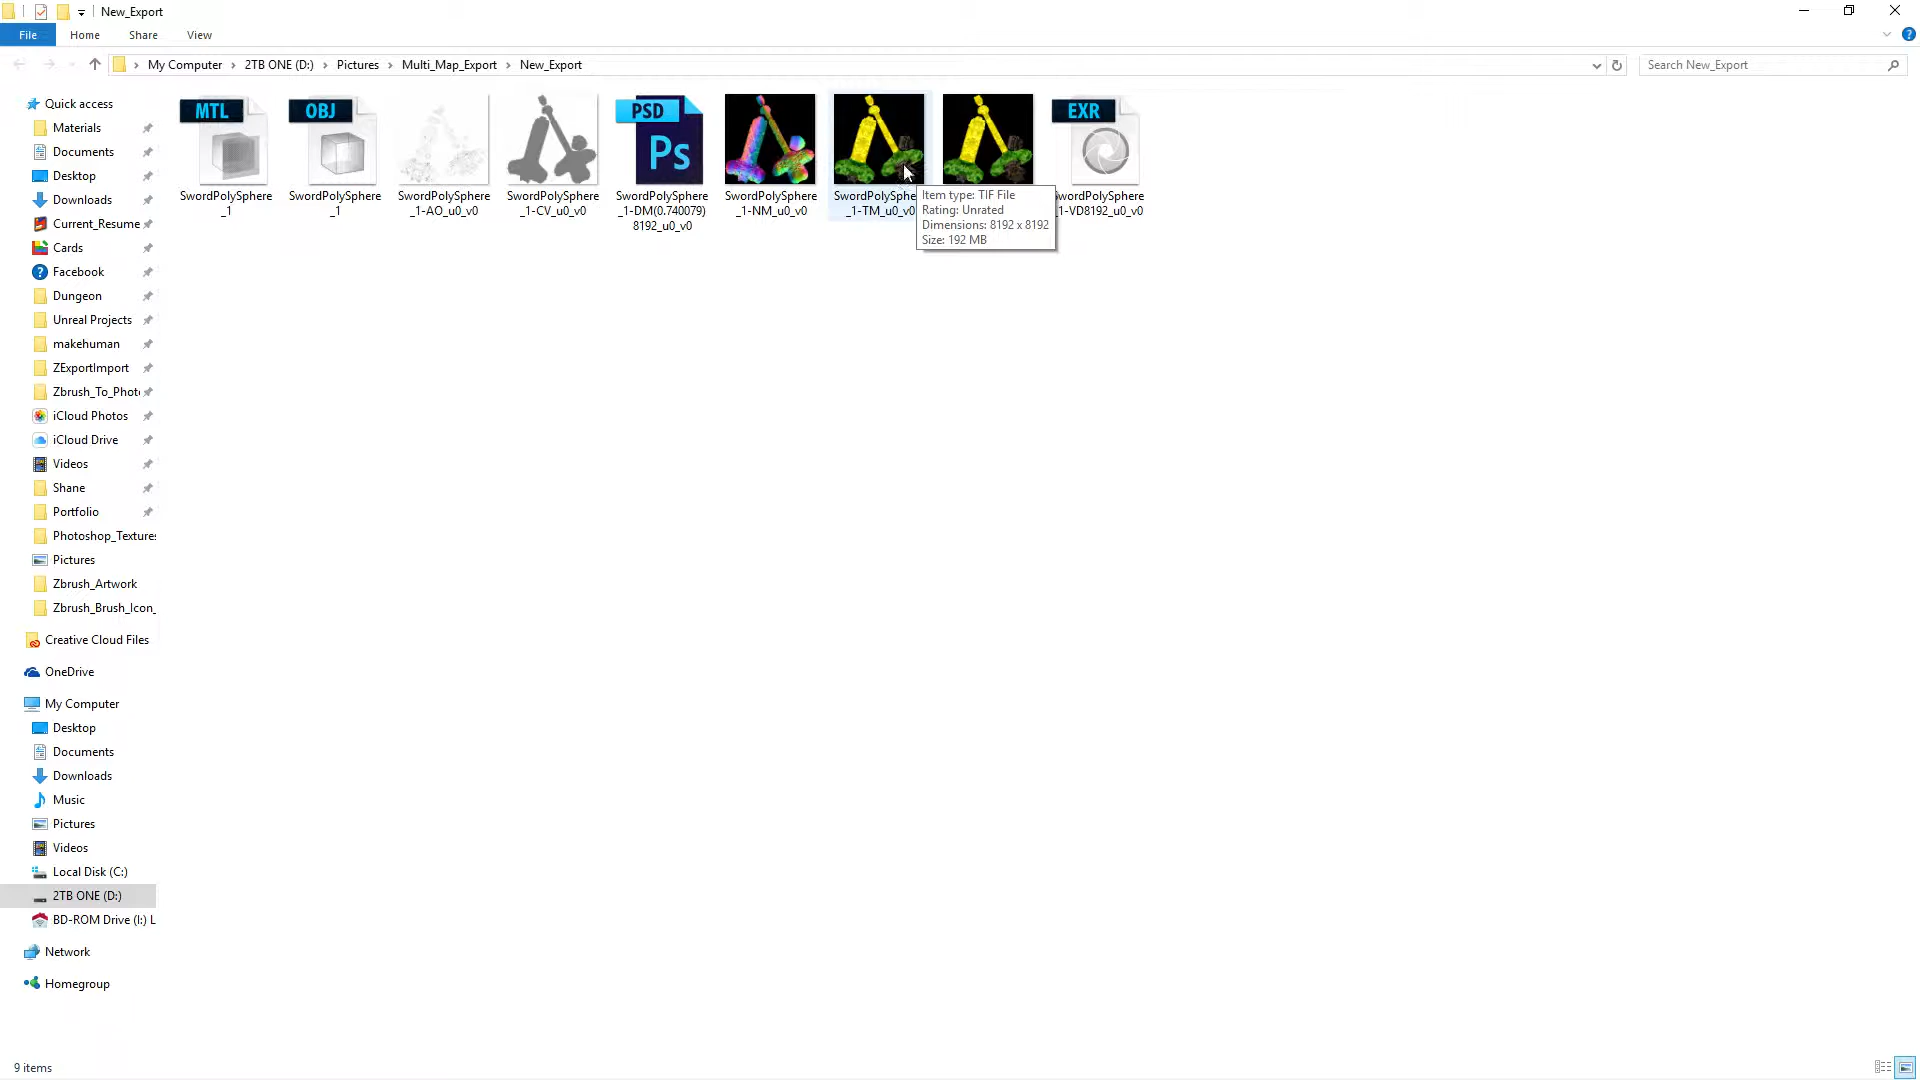 New_Export
File
Home
Share
View
My Computer
2TB ONE (D:)
Pictures
Multi_Map_Export
New_Export
Search New_Export
Quick access
Materials
Documents
Desktop
Downloads
Current_Resume
Cards
Facebook
Dungeon
Unreal Projects
makehuman
ZExportImport
Zbrush_To_Phot
iCloud Photos
iCloud Drive
Videos
Shane
Portfolio
Photoshop_Textures
Pictures
Zbrush_Artwork
Zbrush_Brush_Icon_
Creative Cloud Files
OneDrive
My Computer
Desktop
Documents
Downloads
Music
Pictures
Videos
Local Disk (C:)
2TB ONE (D:)
BD-ROM Drive (I:) L
Network
Homegroup
MTL
SwordPolySphere
_1
OBJ
SwordPolySphere
_1
SwordPolySphere
_1-AO_u0_v0
SwordPolySphere
_1-CV_u0_v0
PSD
Ps
SwordPolySphere
_1-DM(0.740079)
8192_u0_v0
SwordPolySphere
_1-NM_u0_v0
SwordPolySphe
_1-TM_u0_v0
Item type: TIF File
Rating: Unrated
Dimensions: 8192 x 8192
Size: 192 MB
EXR
SwordPolySphere
_1-VD8192_u0_v0
9 items